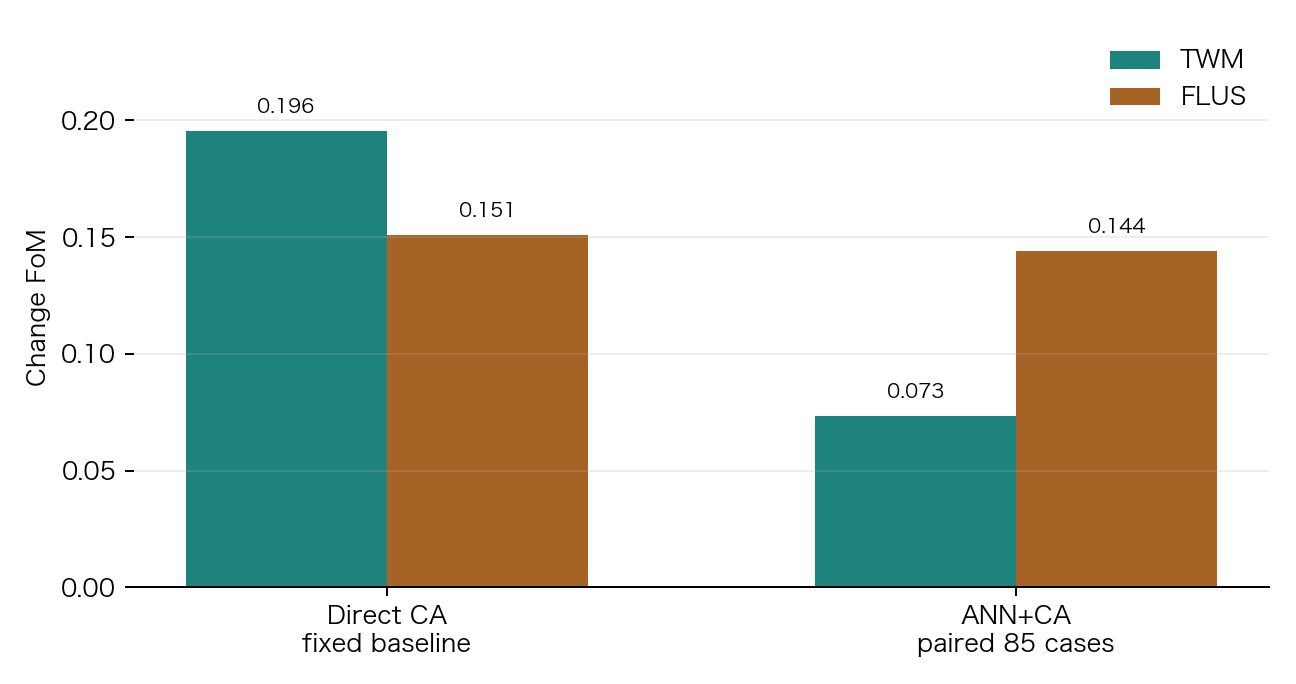 TWM
FLUS
Change FoM
0.20
0.15
0.10
0.05
0.00
0.196
0.151
0.073
0.144
Direct CA
fixed baseline
ANN+CA
paired 85 cases